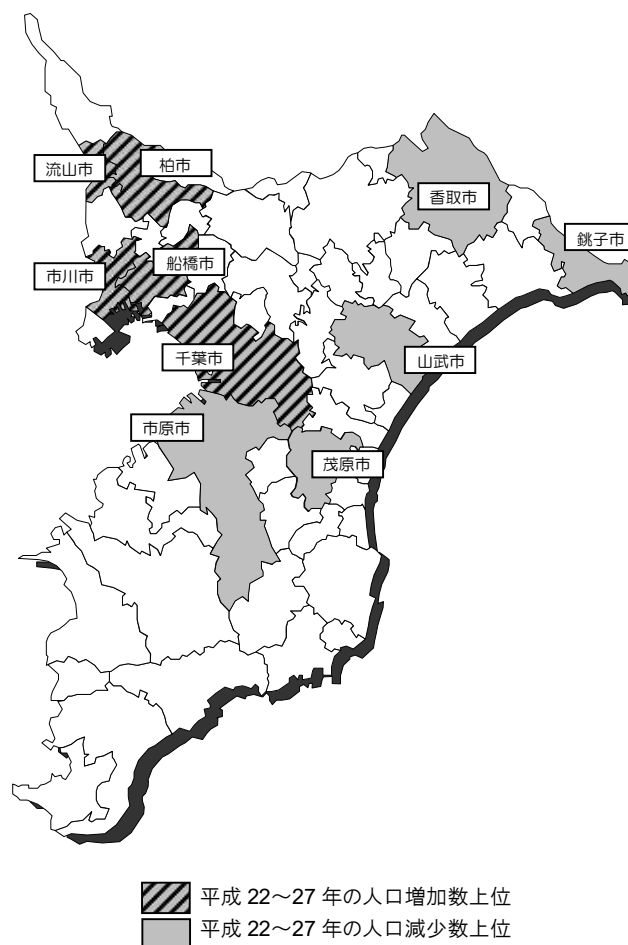 流山市
柏市
香取市
銚子市
市川市
船橋市
千葉市
山武市
市原市
茂原市
平成 22～27 年の人口増加数上位
平成 22～27 年の人口減少数上位